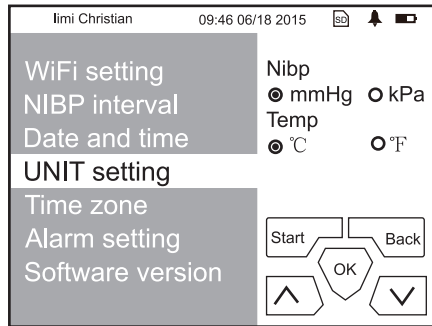 limi Christian 09:46 06/18 2015 SD
WiFi setting
NIBP interval
Date and time
UNIT setting
Time zone
Alarm setting
Software version
Nibp
mmHg kPa
Temp
℃ ℉
Start Back
OK